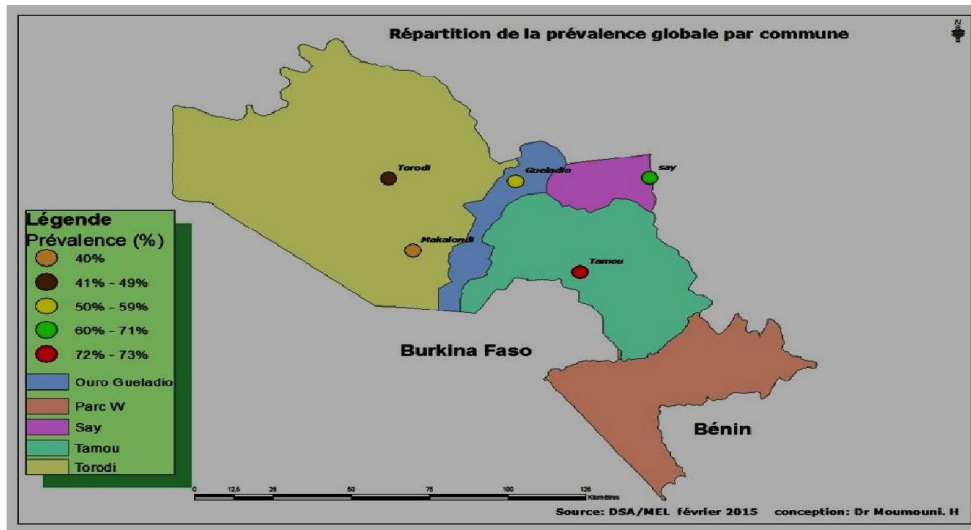 Répartition de la prévalence globale par commune
Torodi
Gueladio
say
Makalondi
Tamou
Légende
Prévalence (%)
40%
41% - 49%
50% - 59%
60% - 71%
72% - 73%
Ouro Gueladio
Parc W
Say
Tamou
Torodi
Burkina Faso
Bénin
0 12.5 25 50 75 100 125
Kilomètres
Source: DSA/MEL février 2015 conception: Dr Moumouni. H